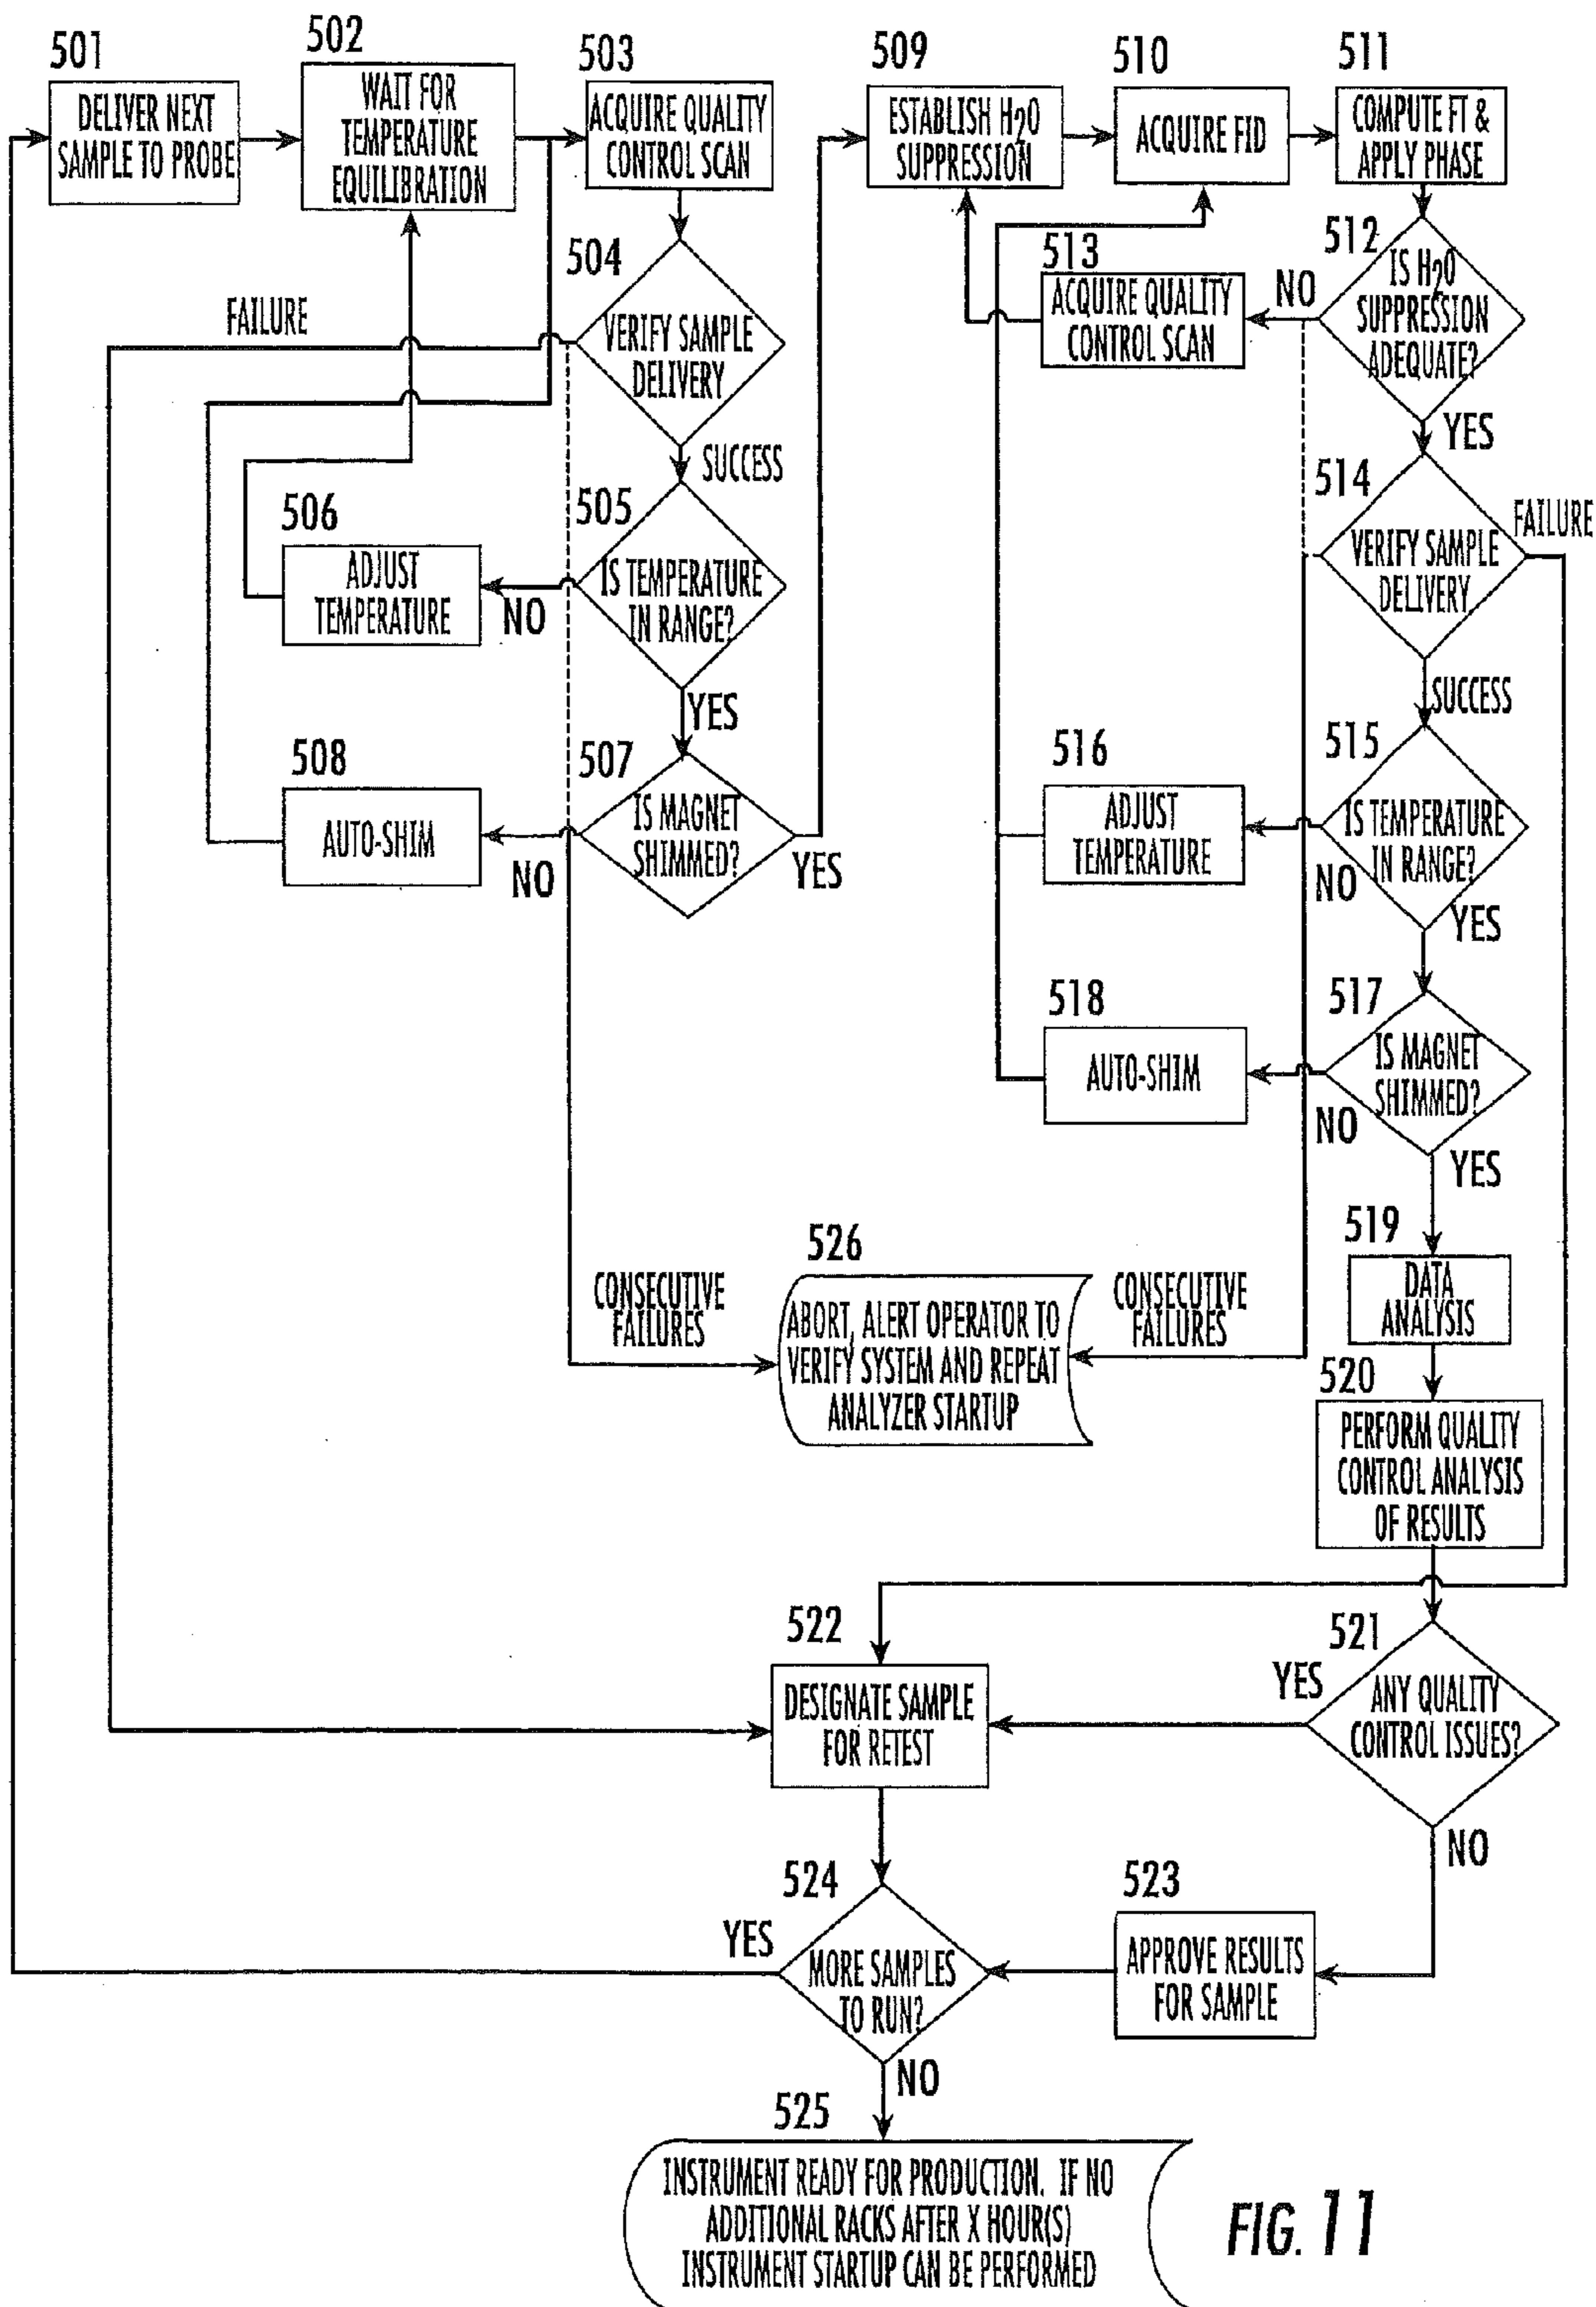 501
DELIVER NEXT
SAMPLE TO PROBE
502
WAIT FOR
TEMPERATURE
EQUILIBRATION
503
ACQUIRE QUALITY
CONTROL SCAN
504
VERIFY SAMPLE
DELIVERY
FAILURE
SUCCESS
505
IS TEMPERATURE
IN RANGE?
NO
506
ADJUST
TEMPERATURE
YES
507
IS MAGNET
SHIMMED?
NO
YES
508
AUTO-SHIM
509
ESTABLISH H2O
SUPPRESSION
510
ACQUIRE FID
511
COMPUTE FT &
APPLY PHASE
512
IS H2O
SUPPRESSION
ADEQUATE?
NO
513
ACQUIRE QUALITY
CONTROL SCAN
YES
514
VERIFY SAMPLE
DELIVERY
FAILURE
SUCCESS
515
IS TEMPERATURE
IN RANGE?
NO
516
ADJUST
TEMPERATURE
YES
517
IS MAGNET
SHIMMED?
NO
518
AUTO-SHIM
YES
519
DATA
ANALYSIS
520
PERFORM QUALITY
CONTROL ANALYSIS
OF RESULTS
CONSECUTIVE
FAILURES
526
ABORT, ALERT OPERATOR TO
VERIFY SYSTEM AND REPEAT
ANALYZER STARTUP
CONSECUTIVE
FAILURES
521
ANY QUALITY
CONTROL ISSUES?
YES
NO
522
DESIGNATE SAMPLE
FOR RETEST
523
APPROVE RESULTS
FOR SAMPLE
524
MORE SAMPLES
TO RUN?
YES
NO
525
INSTRUMENT READY FOR PRODUCTION. IF NO
ADDITIONAL RACKS AFTER X HOUR(S)
INSTRUMENT STARTUP CAN BE PERFORMED
FIG. 11